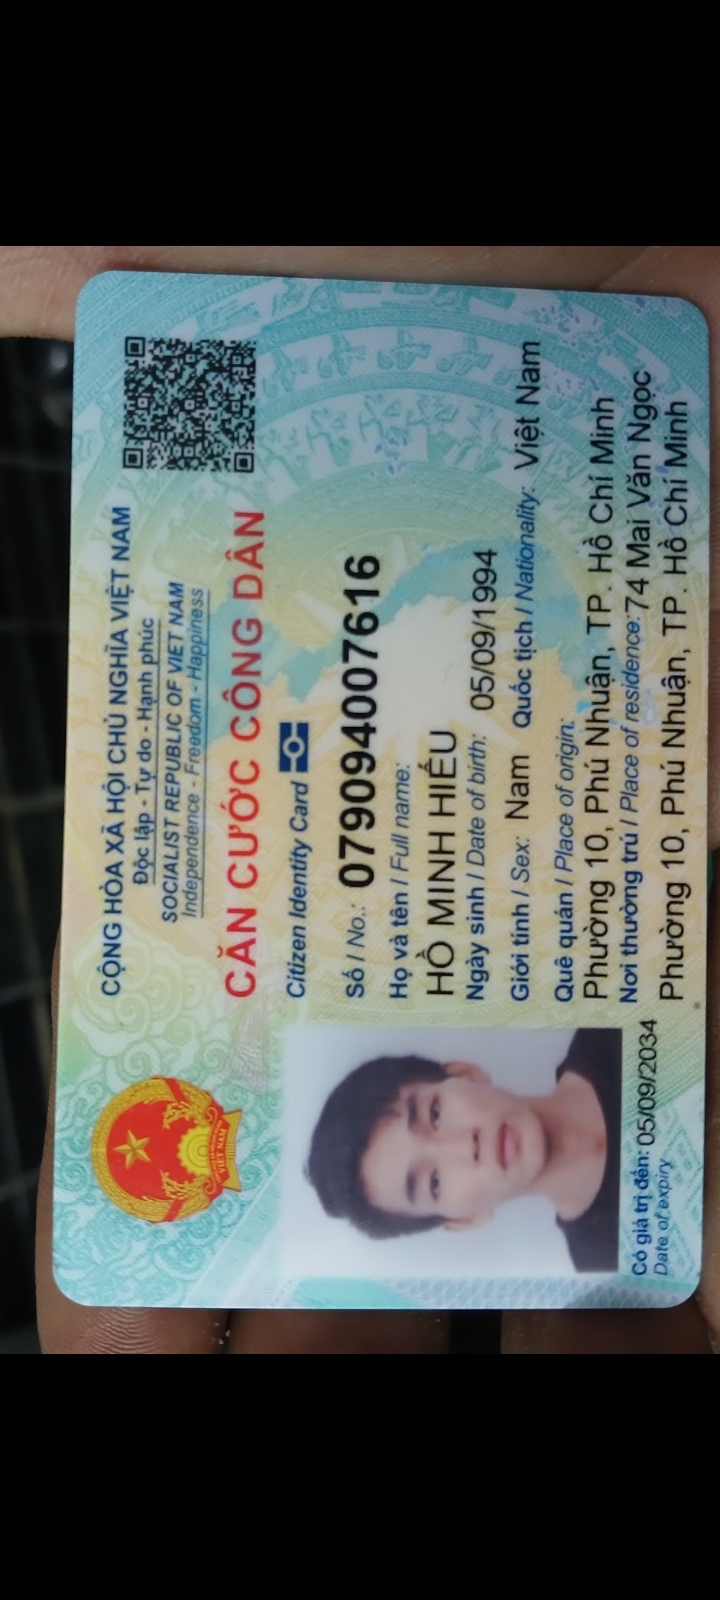 CỘNG HÒA XÃ HỘI CHỦ NGHĨA VIỆT NAM
Độc lập - Tự do - Hạnh phúc
SOCIALIST REPUBLIC OF VIET NAM
Independence - Freedom - Happiness
CĂN CƯỚC CÔNG DÂN
Citizen Identity Card
Số / No.: 079094007616
Họ và tên / Full name:
HỒ MINH HIẾU
Ngày sinh / Date of birth: 05/09/1994
Giới tính / Sex: Nam Quốc tịch / Nationality: Việt Nam
Quê quán / Place of origin:
Phường 10, Phú Nhuận, TP. Hồ Chí Minh
Nơi thường trú / Place of residence: 74 Mai Văn Ngọc
Phường 10, Phú Nhuận, TP. Hồ Chí Minh
Có giá trị đến: 05/09/2034
Date of expiry
VIỆT NAM